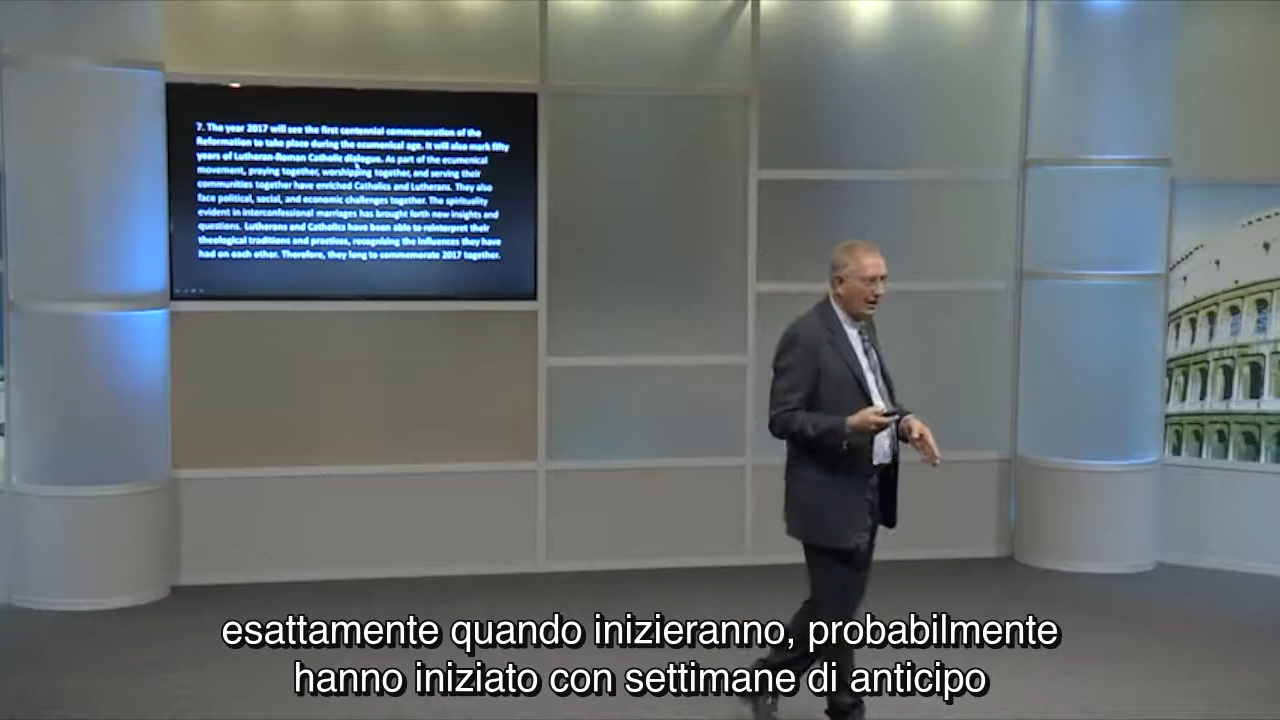 7. The year 2017 will see the first centennial commemoration of the
Reformation to take place during the ecumenical age. It will also mark fifty
years of Lutheran-Roman Catholic dialogue. As part of the ecumenical
movement, praying together, worshipping together, and serving their
communities together have enriched Catholics and Lutherans. They also
face political, social, and economic challenges together. The spirituality
evident in interconfessional marriages has brought forth new insights and
questions. Lutherans and Catholics have been able to reinterpret their
theological traditions and practices, recognizing the influences they have
had on each other. Therefore, they long to commemorate 2017 together.
esattamente quando inizieranno, probabilmente
hanno iniziato con settimane di anticipo